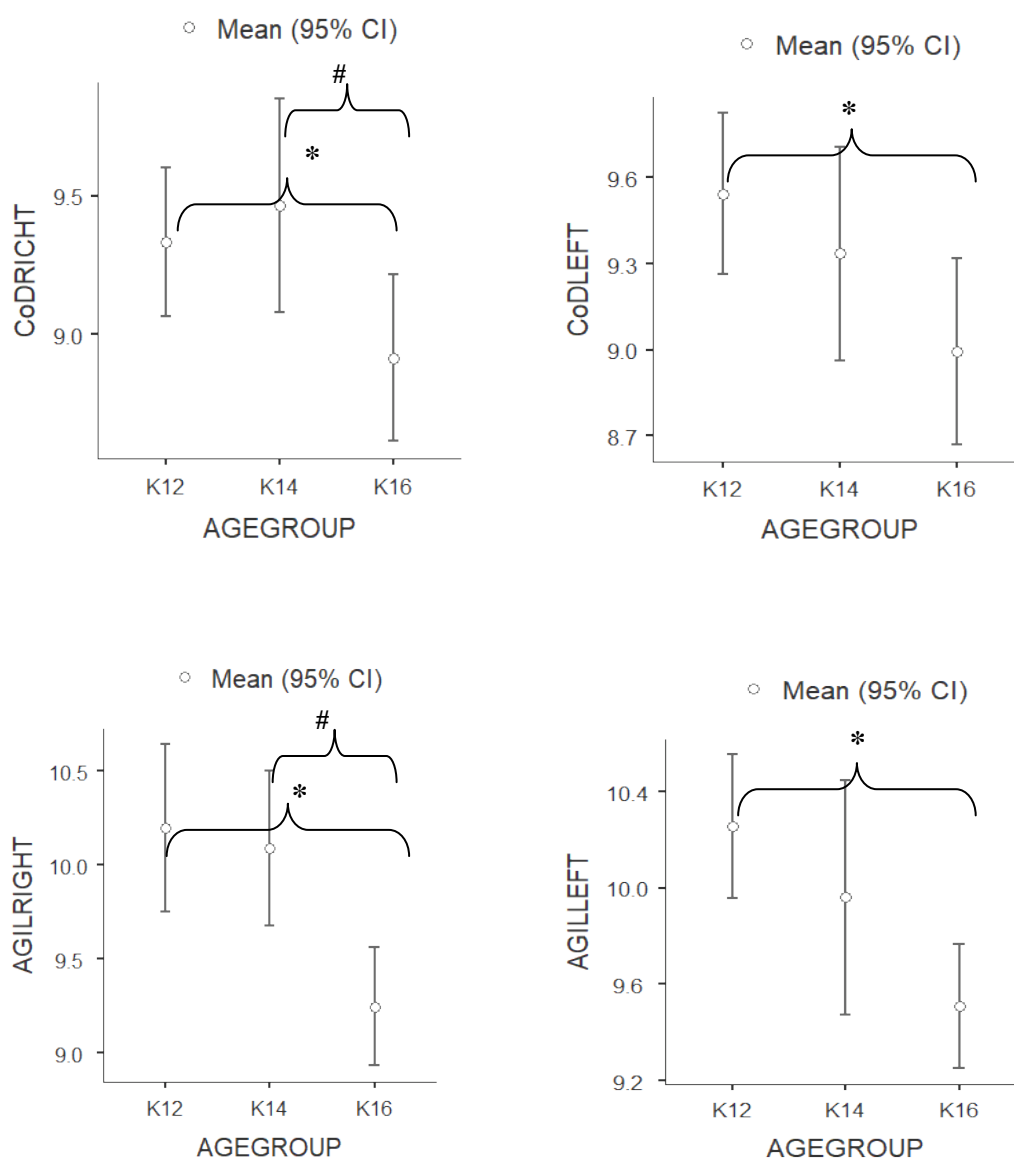 Mean (95% CI)
#
*
9.5
9.0
CoDRICHT
K12 K14 K16
AGEGROUP
Mean (95% CI)
*
9.6
9.3
9.0
8.7
CoDLEFT
K12 K14 K16
AGEGROUP
Mean (95% CI)
#
*
10.5
10.0
9.5
9.0
AGILRIGHT
K12 K14 K16
AGEGROUP
Mean (95% CI)
*
10.4
10.0
9.6
9.2
AGILLEFT
K12 K14 K16
AGEGROUP